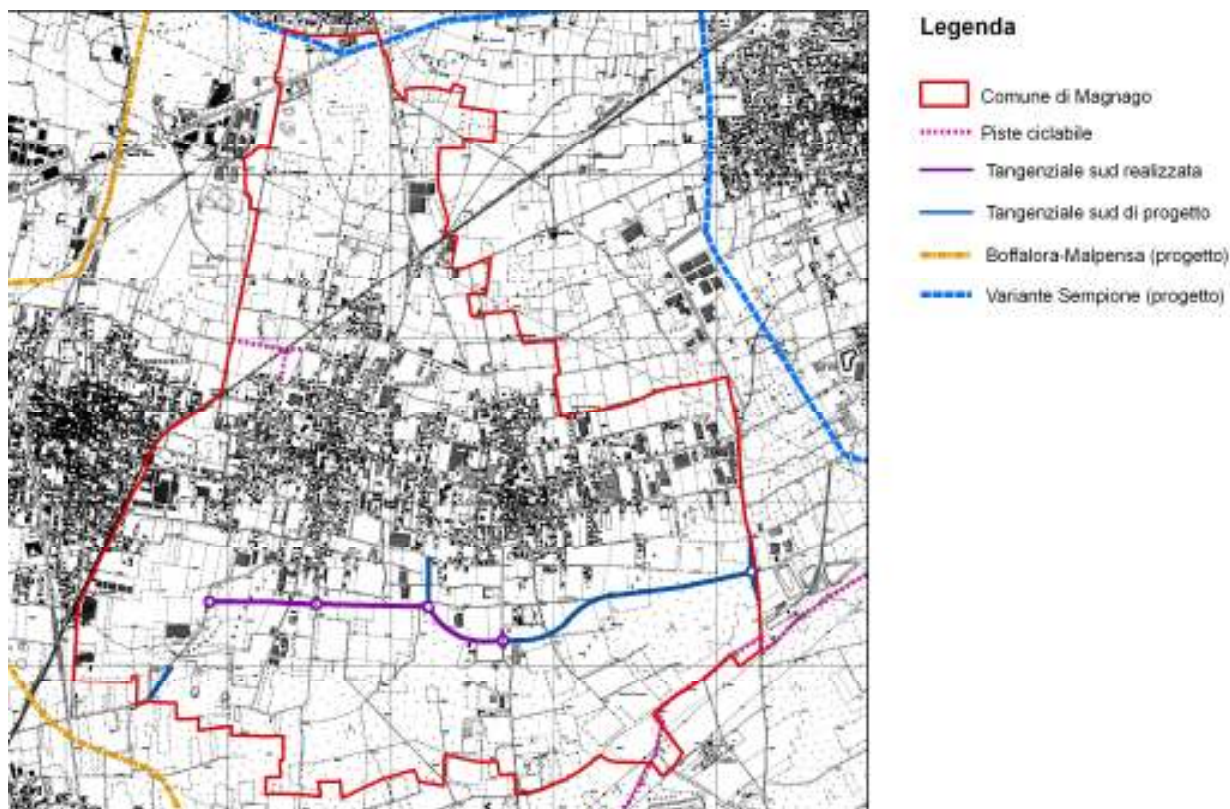 Legenda
Comune di Magnago
Piste ciclabile
Tangenziale sud realizzata
Tangenziale sud di progetto
Boffalora-Malpensa (progetto)
Variante Sempione (progetto)